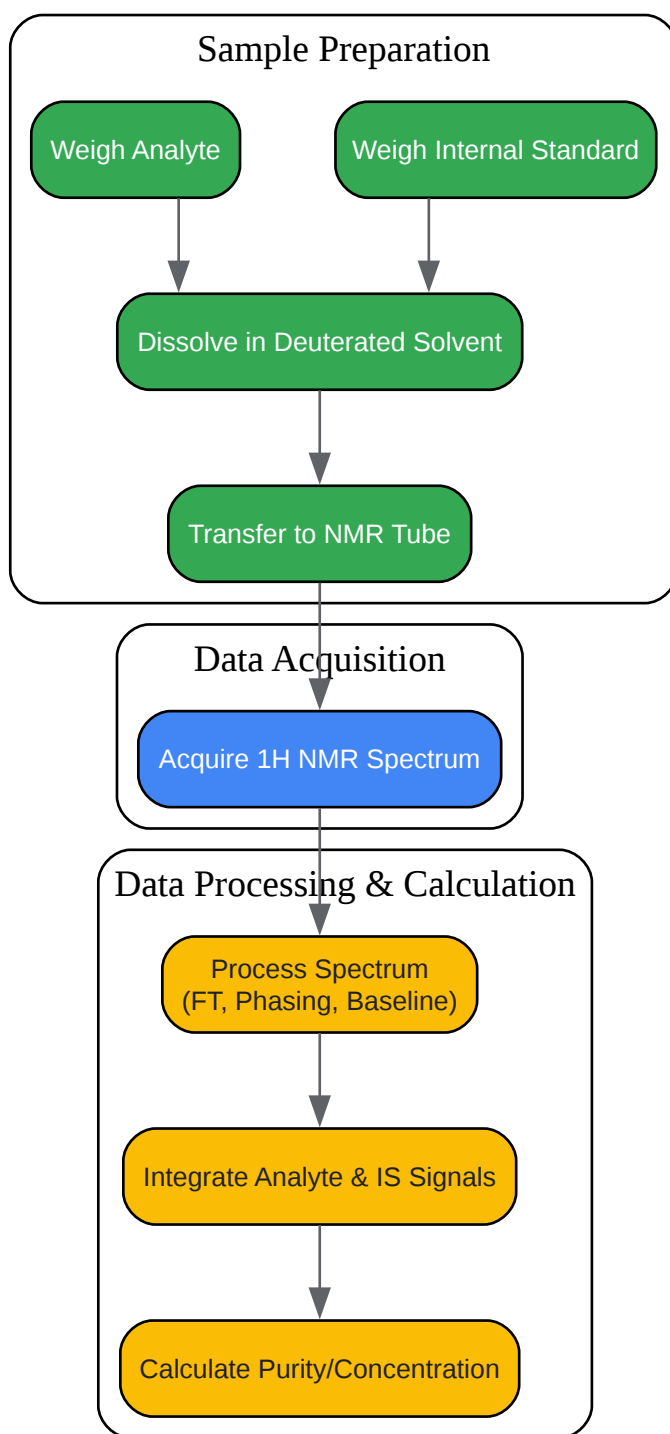 Sample Preparation
Weigh Analyte
Weigh Internal Standard
Dissolve in Deuterated Solvent
Transfer to NMR Tube
Data Acquisition
Acquire 1H NMR Spectrum
Data Processing & Calculation
Process Spectrum
(FT, Phasing, Baseline)
Integrate Analyte & IS Signals
Calculate Purity/Concentration